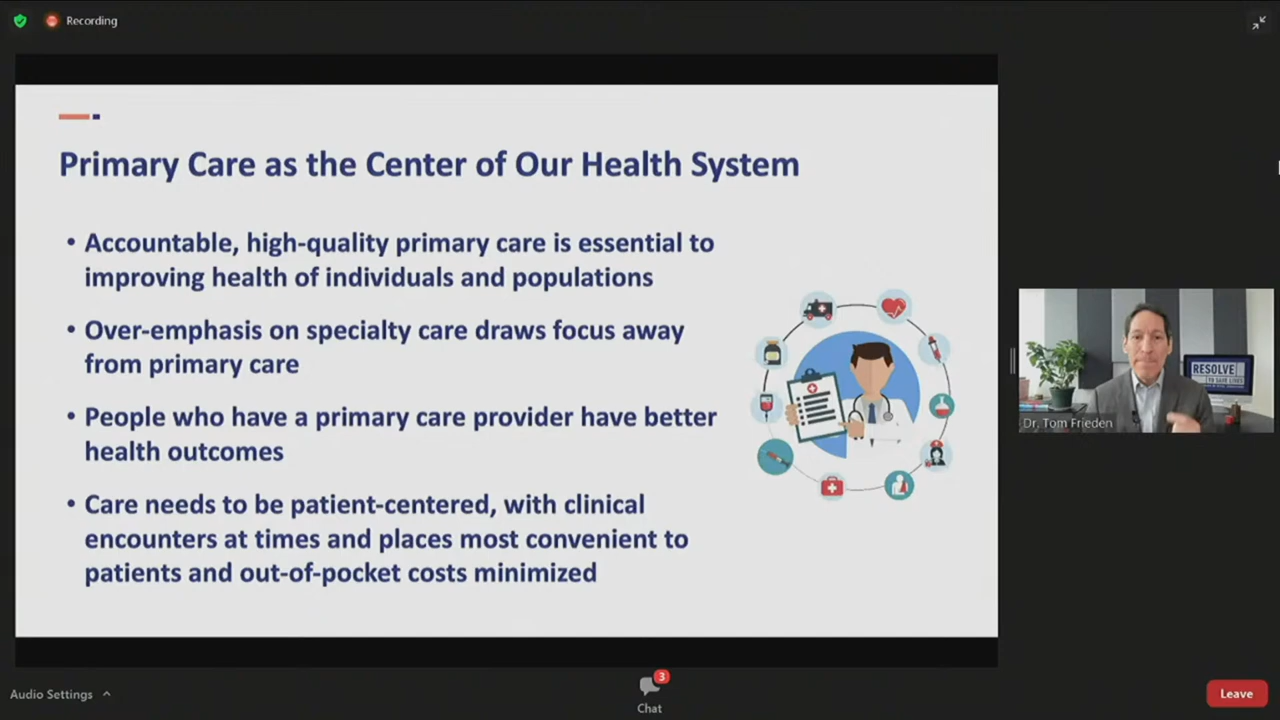 Recording
Primary Care as the Center of Our Health System
• Accountable, high-quality primary care is essential to
improving health of individuals and populations
• Over-emphasis on specialty care draws focus away
from primary care
• People who have a primary care provider have better
health outcomes
• Care needs to be patient-centered, with clinical
encounters at times and places most convenient to
patients and out-of-pocket costs minimized
RESOLVE
TO SAVE LIVES
Dr. Tom Frieden
Audio Settings
3
Chat
Leave